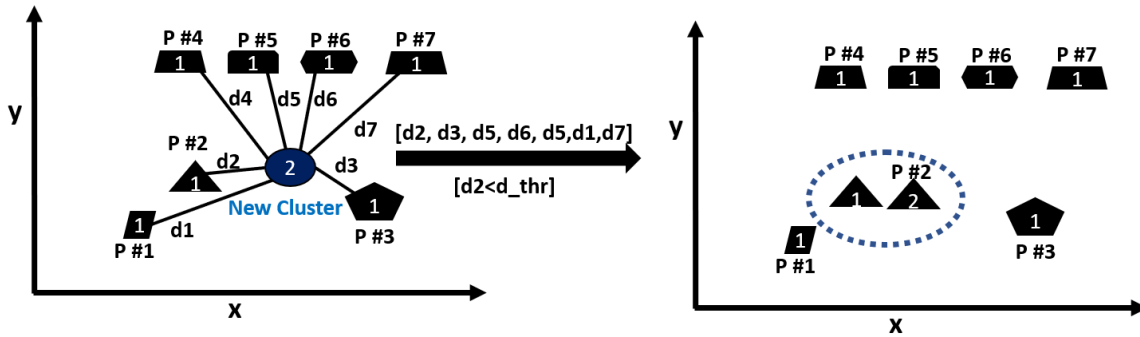 P #4 P #5 P #6 P #7
1 1 1 1
d4 d5 d6 d7
y
P #2
1 d2 2 d3
New Cluster
1 d1 1
P #1 P #3
x
[d2, d3, d5, d6, d5,d1,d7]
[d2<d_thr]
P #4 P #5 P #6 P #7
1 1 1 1
y
P #2
1 2
1 1
P #1 P #3
x